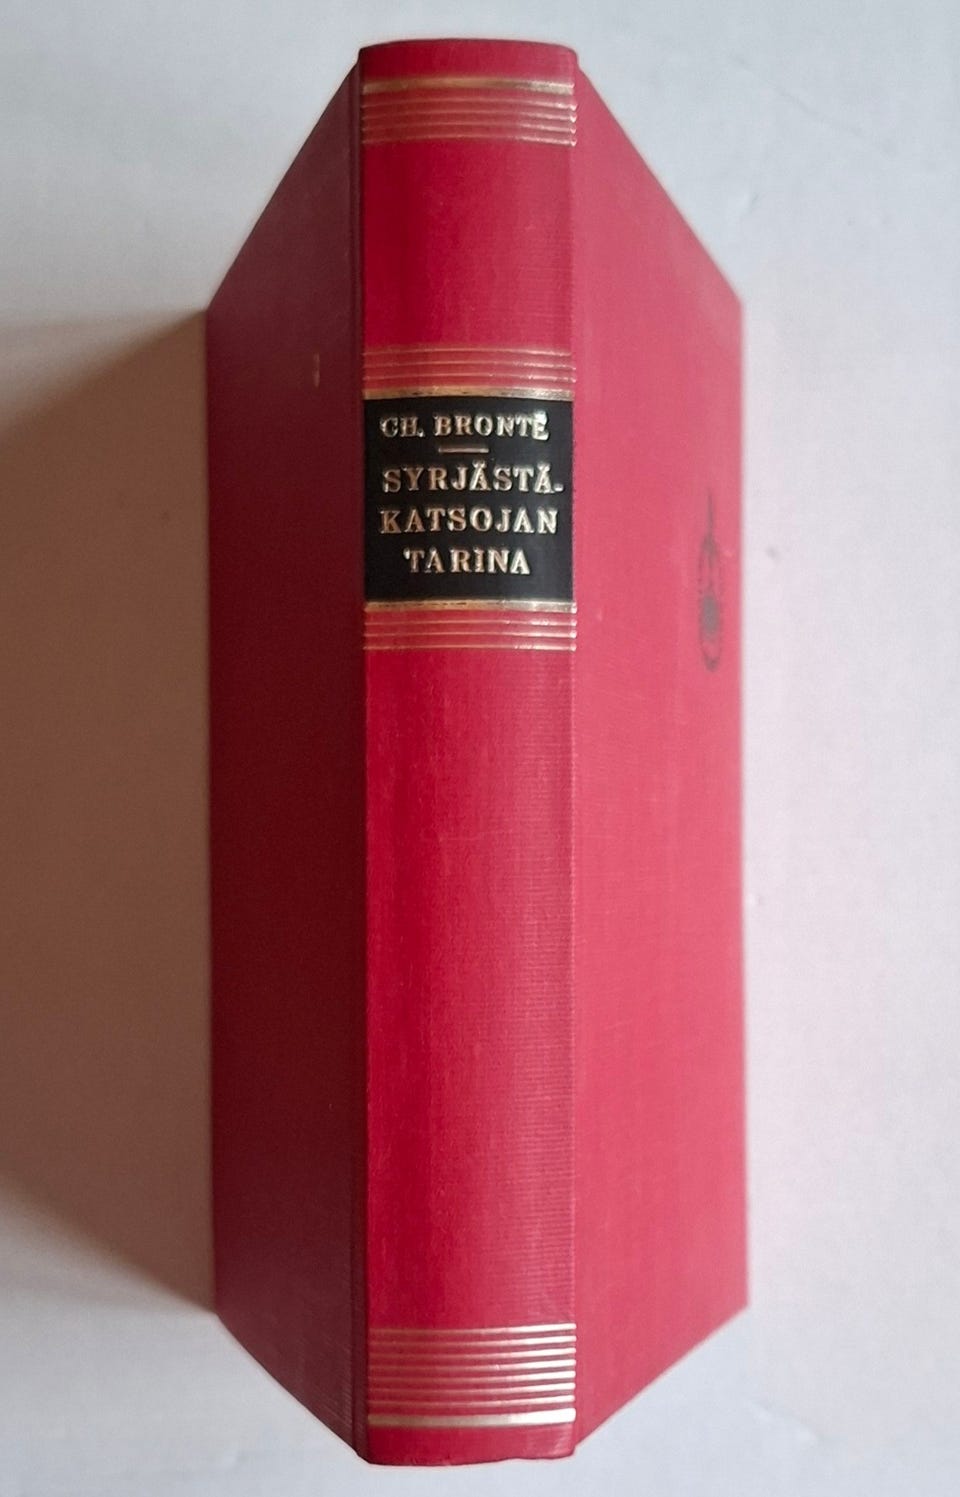 CH. BRONTË
SYRJÄSTÄ-
KATSOJAN
TARINA